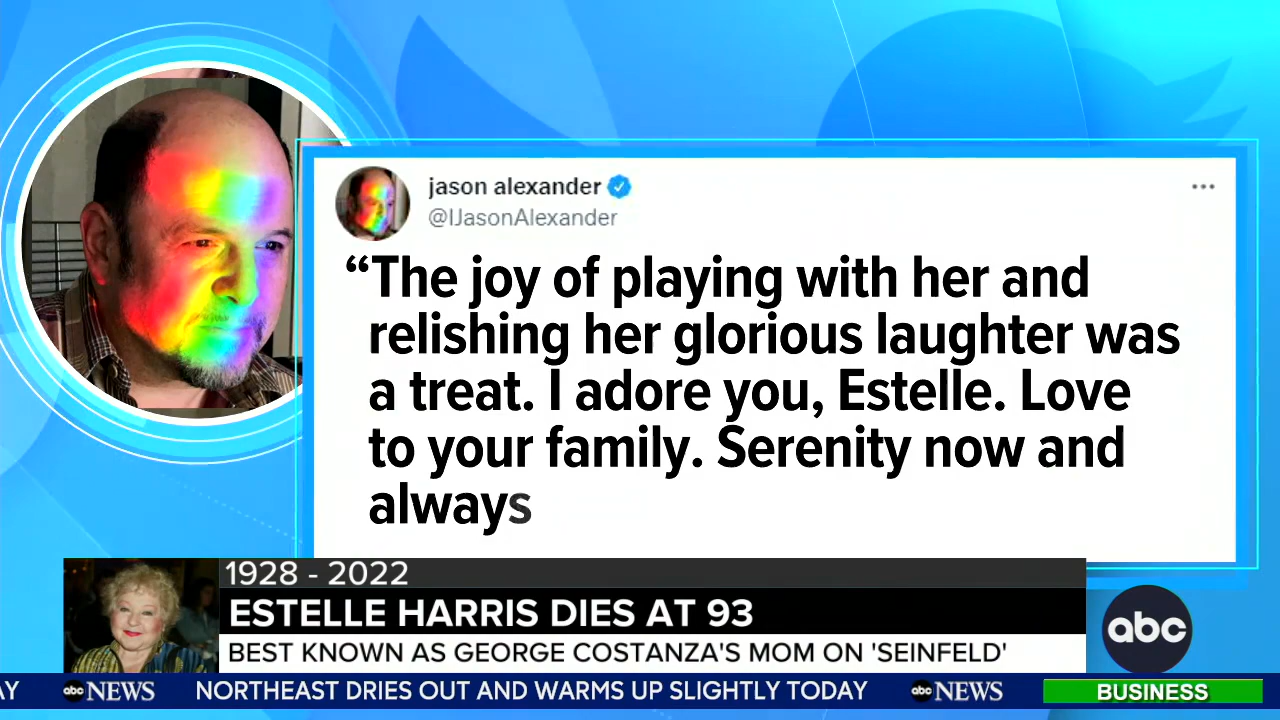 jason alexander
@IJasonAlexander
“The joy of playing with her and
relishing her glorious laughter was
a treat. I adore you, Estelle. Love
to your family. Serenity now and
always
1928 - 2022
ESTELLE HARRIS DIES AT 93
BEST KNOWN AS GEORGE COSTANZA'S MOM ON 'SEINFELD'
abc
AY abc NEWS NORTHEAST DRIES OUT AND WARMS UP SLIGHTLY TODAY abc NEWS BUSINESS